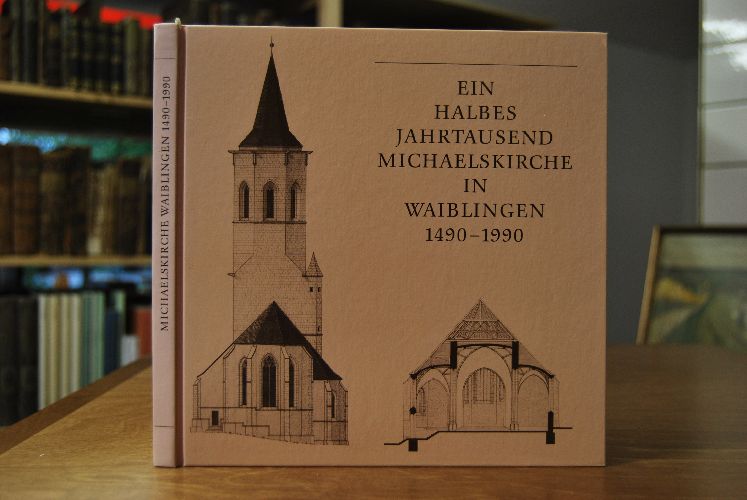 MICHAELSKIRCHE WAIBLINGEN 1490–1990
EIN
HALBES
JAHRTAUSEND
MICHAELSKIRCHE
IN
WAIBLINGEN
1490–1990